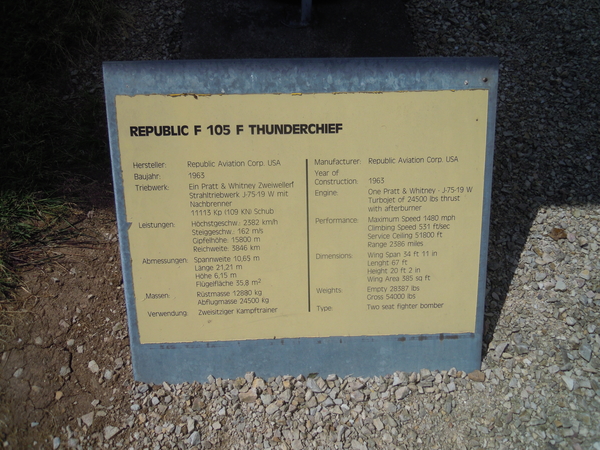 REPUBLIC F 105 F THUNDERCHIEF
Hersteller: Republic Aviation Corp. USA
Baujahr: 1963
Triebwerk: Ein Pratt & Whitney Zweiwellerf
Strahltriebwerk J-75-19 W mit
Nachbrenner
11113 Kp (109 KN) Schub
Leistungen: Höchstgeschw.: 2382 km/h
Steiggeschw.: 162 m/s
Gipfelhöhe: 15800 m
Reichweite: 3846 km
Abmessungen: Spannweite 10,65 m
Länge 21,21 m
Höhe 6,15 m
Flügelfläche 35,8 m²
Massen: Rüstmasse 12880 kg
Abflugmasse 24500 kg
Verwendung: Zweisitziger Kampftrainer
Manufacturer: Republic Aviation Corp. USA
Year of
Construction: 1963
Engine: One Pratt & Whitney - J-75-19 W
Turbojet of 24500 lbs thrust
with afterburner
Performance: Maximum Speed 1480 mph
Climbing Speed 531 ft/sec
Service Ceiling 51800 ft
Range 2386 miles
Dimensions: Wing Span 34 ft 11 in
Lenght 67 ft
Height 20 ft 2 in
Wing Area 385 sq ft
Weights: Empty 28387 lbs
Gross 54000 lbs
Type: Two seat fighter bomber